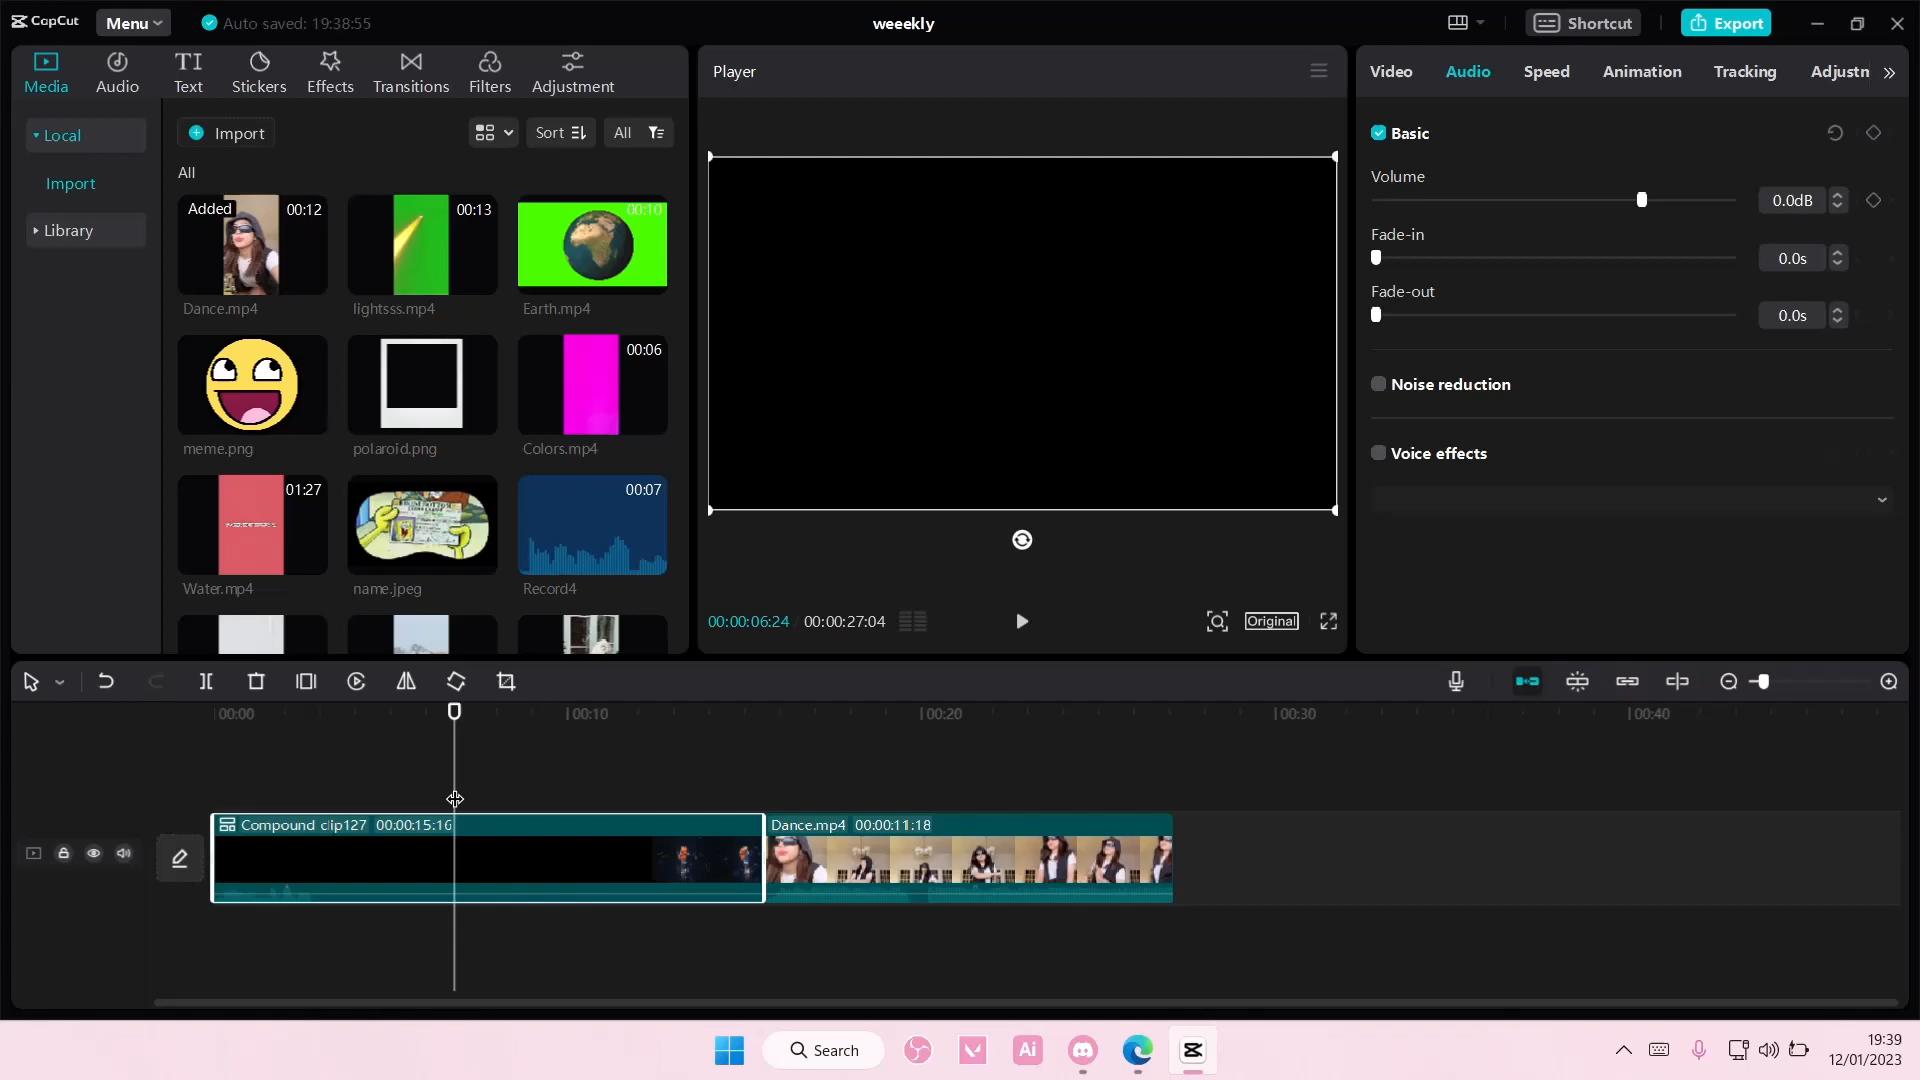 CapCut
Menu
Auto saved: 19:38:55
weeekly
Shortcut
Export
Media
Audio
Text
Stickers
Effects
Transitions
Filters
Adjustment
Local
Import
Library
Import
Sort
All
All
Added
00:12
Dance.mp4
00:13
lightsss.mp4
00:10
Earth.mp4
meme.png
polaroid.png
00:06
Colors.mp4
01:27
Water.mp4
name.jpeg
00:07
Record4
Player
00:00:06:24
00:00:27:04
Original
Video
Audio
Speed
Animation
Tracking
Adjustn
Basic
Volume
0.0dB
Fade-in
0.0s
Fade-out
0.0s
Noise reduction
Voice effects
00:00
00:10
00:20
00:30
00:40
Compound clip127 00:00:15:16
Dance.mp4 00:00:11:18
Search
Ai
19:39
12/01/2023